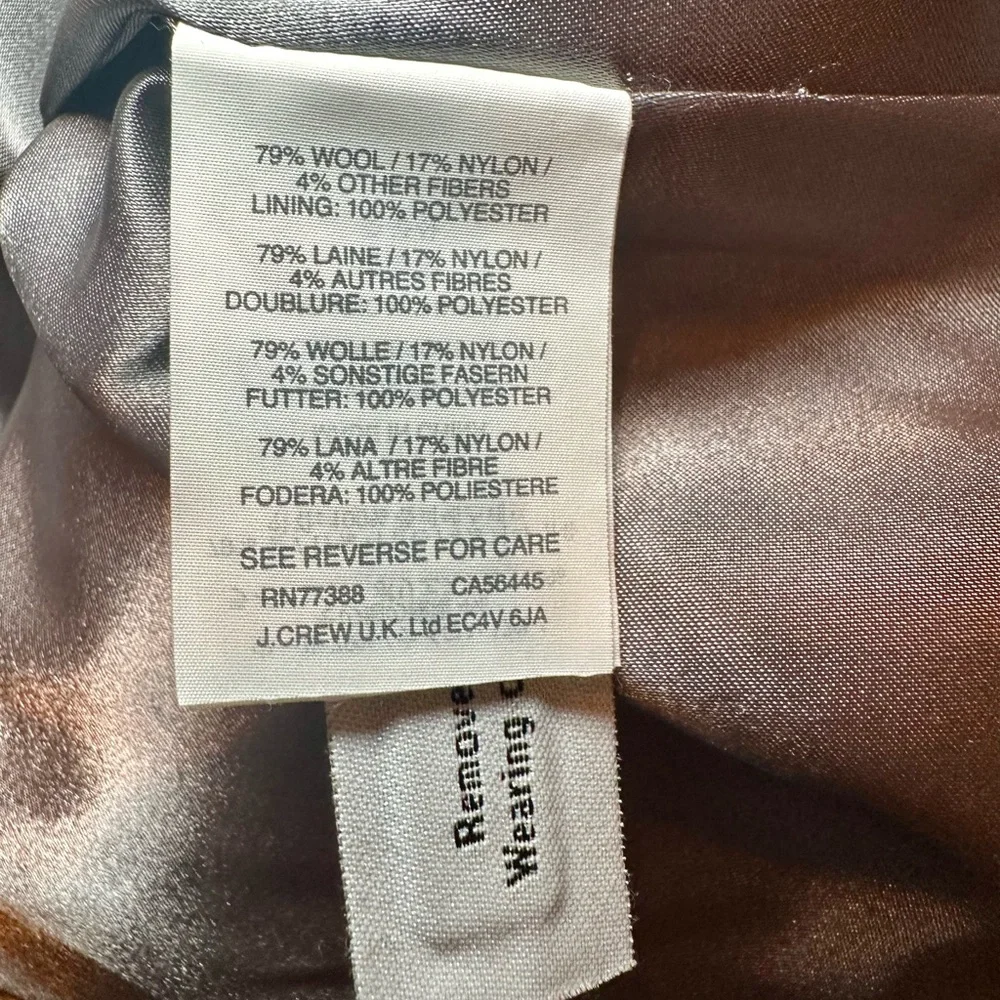 79% WOOL / 17% NYLON /
4% OTHER FIBERS
LINING: 100% POLYESTER
79% LAINE / 17% NYLON /
4% AUTRES FIBRES
DOUBLURE: 100% POLYESTER
79% WOLLE / 17% NYLON /
4% SONSTIGE FASERN
FUTTER: 100% POLYESTER
79% LANA / 17% NYLON /
4% ALTRE FIBRE
FODERA: 100% POLIESTERE
SEE REVERSE FOR CARE
RN77388 CA56445
J.CREW U.K. Ltd EC4V 6JA
Remove
Wearing